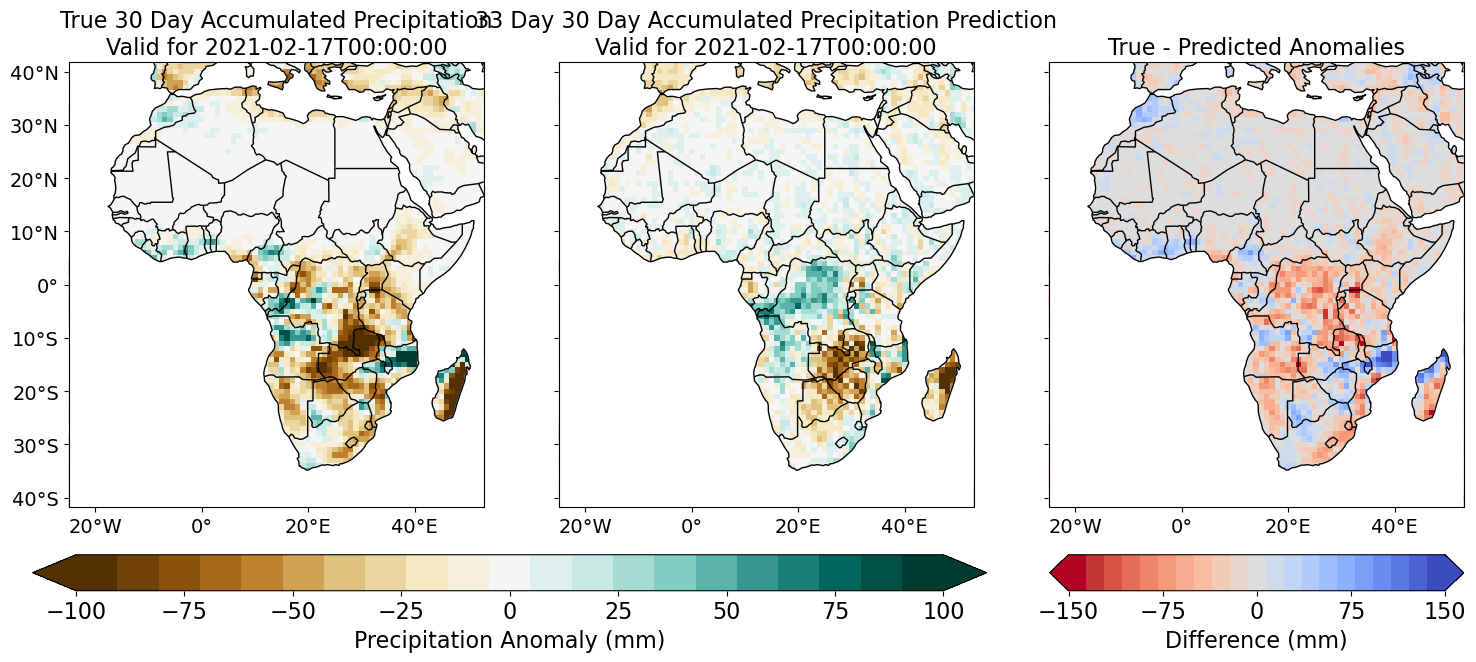 True 30 Day Accumulated Precipitation
Valid for 2021-02-17T00:00:00
33 Day 30 Day Accumulated Precipitation Prediction
Valid for 2021-02-17T00:00:00
True - Predicted Anomalies
40°N
30°N
20°N
10°N
0°
10°S
20°S
30°S
40°S
20°W 0° 20°E 40°E
20°W 0° 20°E 40°E
20°W 0° 20°E 40°E
−100 −75 −50 −25 0 25 50 75 100
Precipitation Anomaly (mm)
−150 −75 0 75 150
Difference (mm)